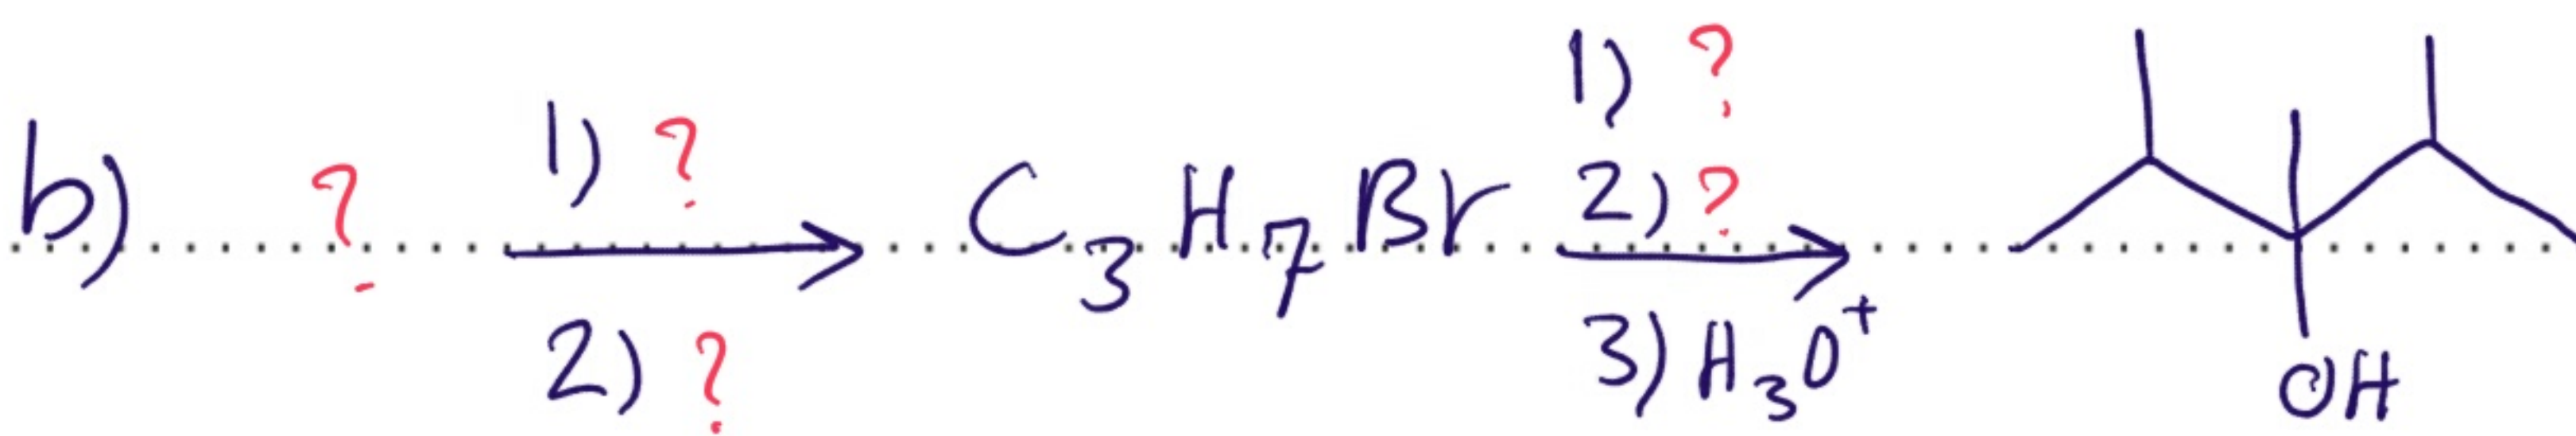 b) ? 1) ? 2) ? C₃H₇Br 1) ? 2) ? 3) H₃O⁺ OH